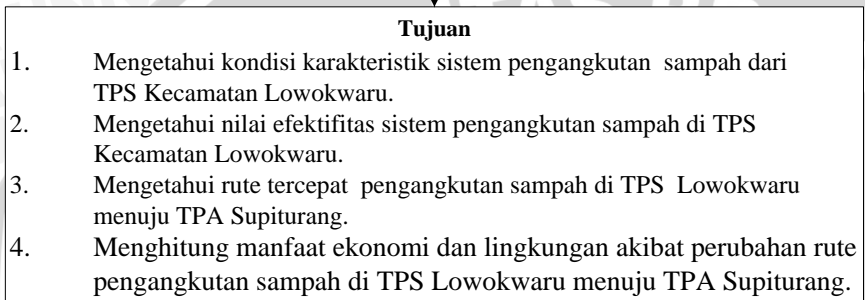 Tujuan
1. Mengetahui kondisi karakteristik sistem pengangkutan sampah dari
TPS Kecamatan Lowokwaru.
2. Mengetahui nilai efektifitas sistem pengangkutan sampah di TPS
Kecamatan Lowokwaru.
3. Mengetahui rute tercepat pengangkutan sampah di TPS Lowokwaru
menuju TPA Supiturang.
4. Menghitung manfaat ekonomi dan lingkungan akibat perubahan rute
pengangkutan sampah di TPS Lowokwaru menuju TPA Supiturang.